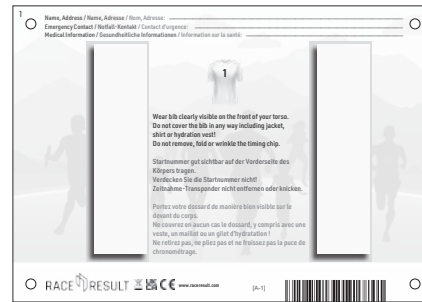 1
Name, Address / Name, Adresse / Nom, Adresse:
Emergency Contact / Notfall-Kontakt / Contact d'urgence:
Medical Information / Gesundheitliche Informationen / Information sur la santé:
1
Wear bib clearly visible on the front of your torso.
Do not cover the bib in any way including jacket,
shirt or hydration vest!
Do not remove, fold or wrinkle the timing chip.
Startnummer gut sichtbar auf der Vorderseite des
Körpers tragen.
Verdecken Sie die Startnummer nicht!
Zeitnahme-Transponder nicht entfernen oder knicken.
Portez votre dossard de manière bien visible sur le
devant du corps.
Ne couvrez en aucun cas le dossard, y compris avec une
veste, un maillot ou un gilet d'hydratation !
Ne retirez pas, ne pliez pas et ne froissez pas la puce de
chronométrage.
RACE RESULT CE www.raceresult.com [A-1]